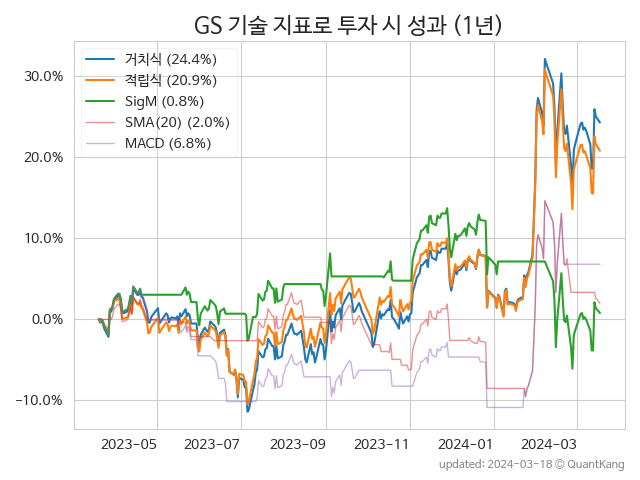 GS 기술 지표로 투자 시 성과 (1년)
거치식 (24.4%)
적립식 (20.9%)
SigM (0.8%)
SMA(20) (2.0%)
MACD (6.8%)
30.0%
20.0%
10.0%
0.0%
−10.0%
2023-05 2023-07 2023-09 2023-11 2024-01 2024-03
updated: 2024-03-18 ⓒ QuantKang